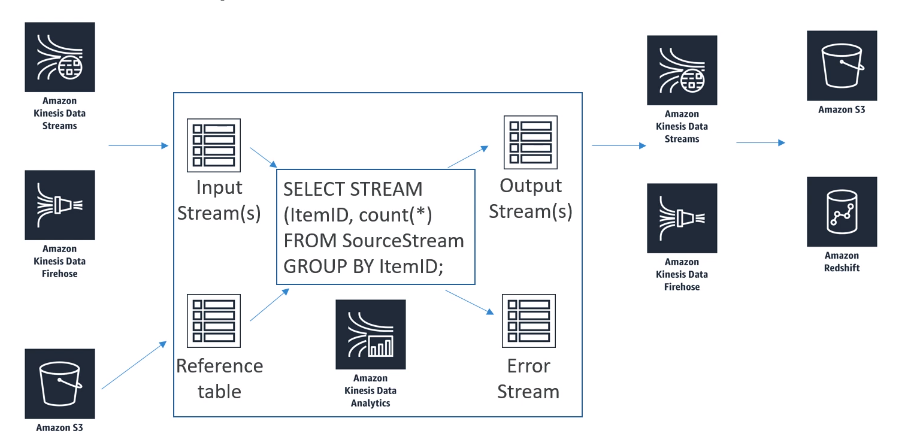 Amazon
Kinesis Data
Streams
Amazon
Kinesis Data
Firehose
Amazon S3
Input
Stream(s)
Reference
table
SELECT STREAM
(ItemID, count(*)
FROM SourceStream
GROUP BY ItemID;
Amazon
Kinesis Data
Analytics
Output
Stream(s)
Error
Stream
Amazon
Kinesis Data
Streams
Amazon
Kinesis Data
Firehose
Amazon S3
Amazon
Redshift